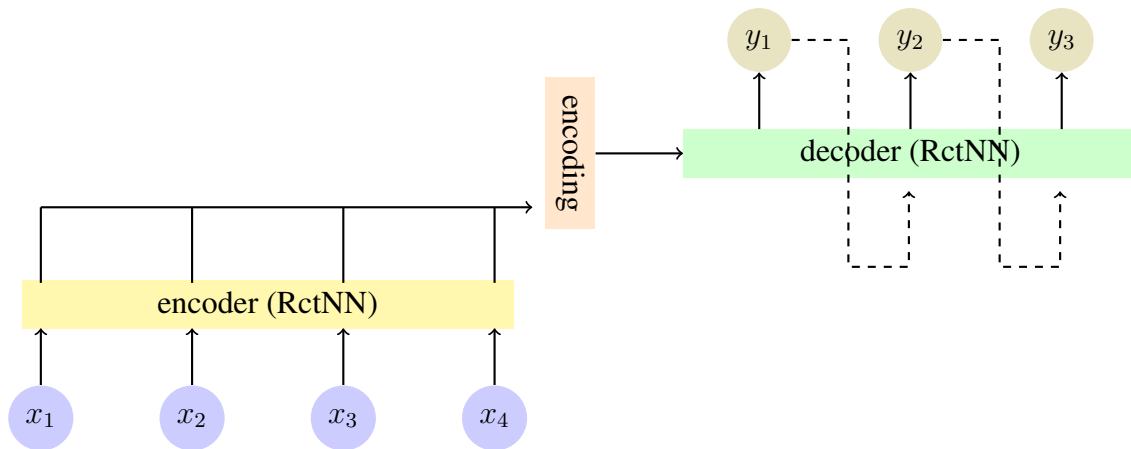 y₁ y₂ y₃
encoding
decoder (RctNN)
encoder (RctNN)
x₁ x₂ x₃ x₄